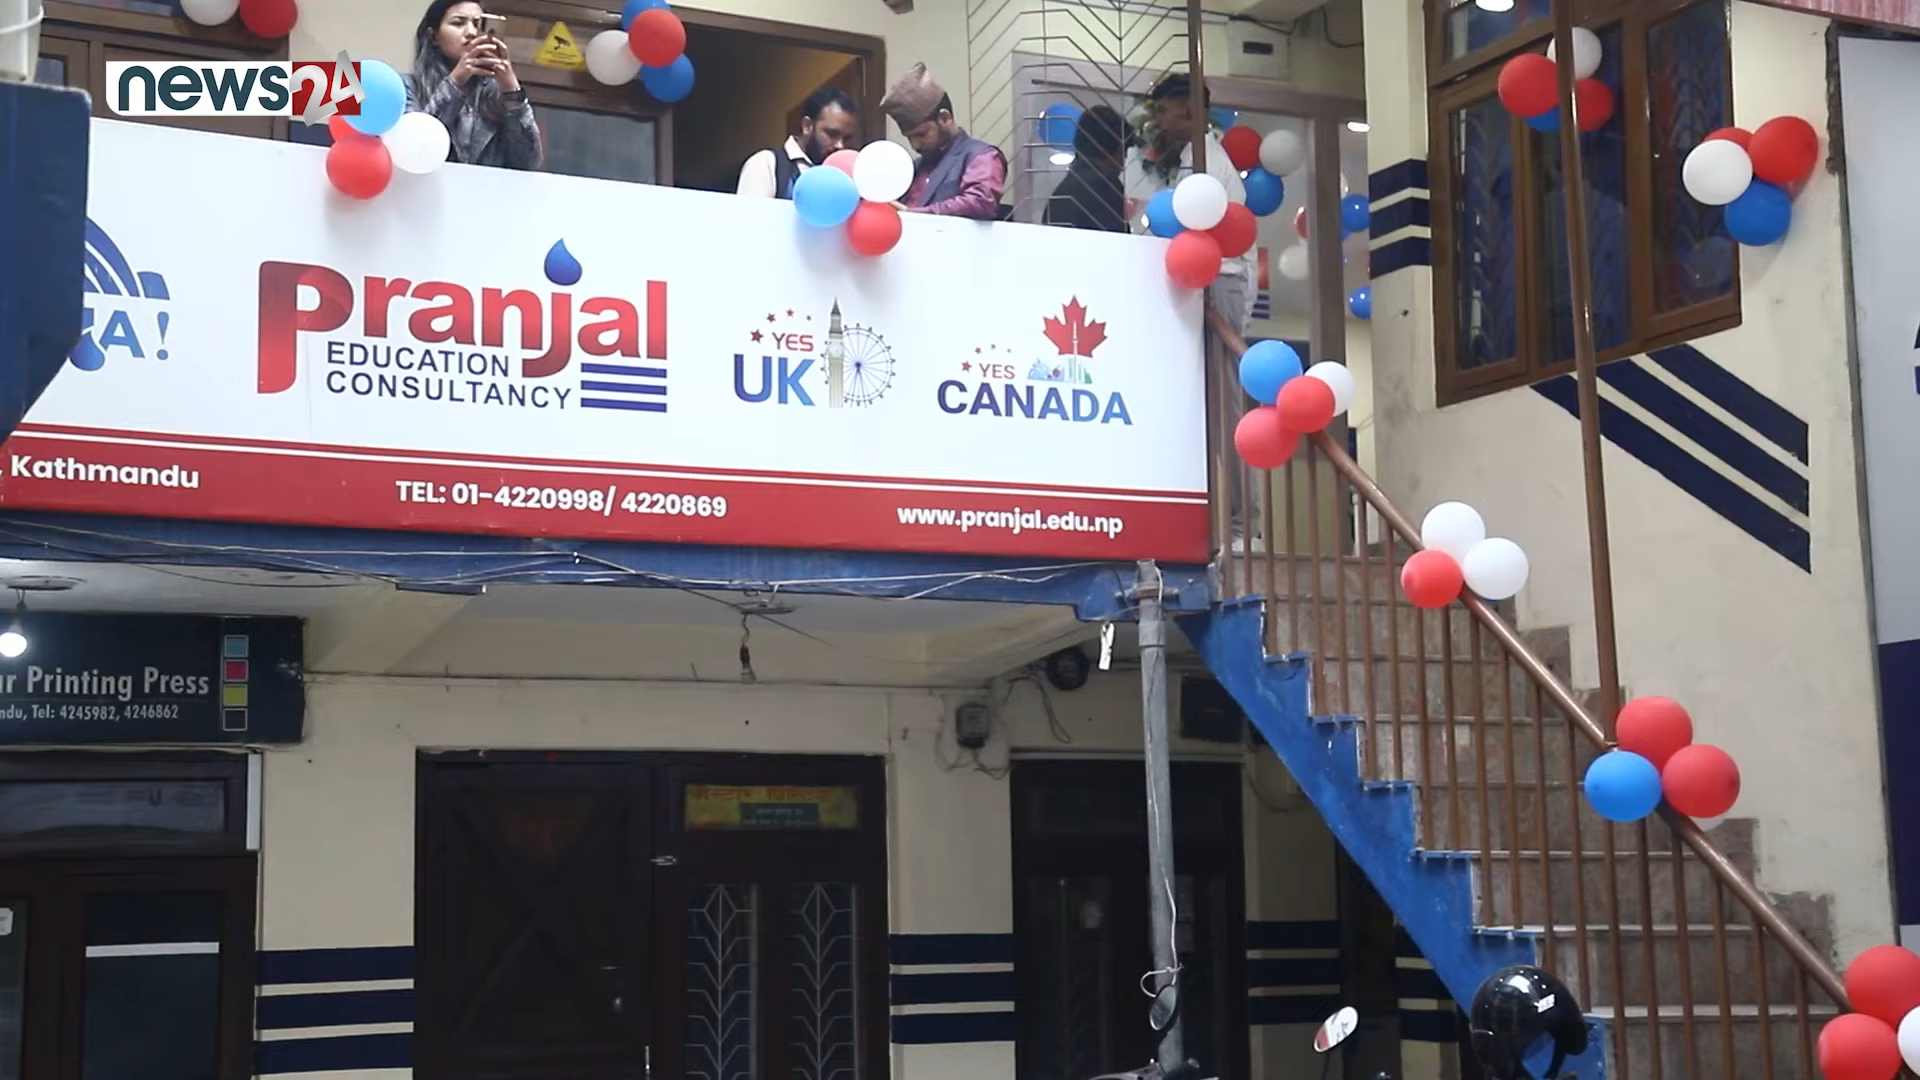 news24
A!
Pranjal
EDUCATION
CONSULTANCY
YES
UK
YES
CANADA
, Kathmandu
TEL: 01-4220998/ 4220869
www.pranjal.edu.np
Printing Press
Tel: 4245982, 4246862